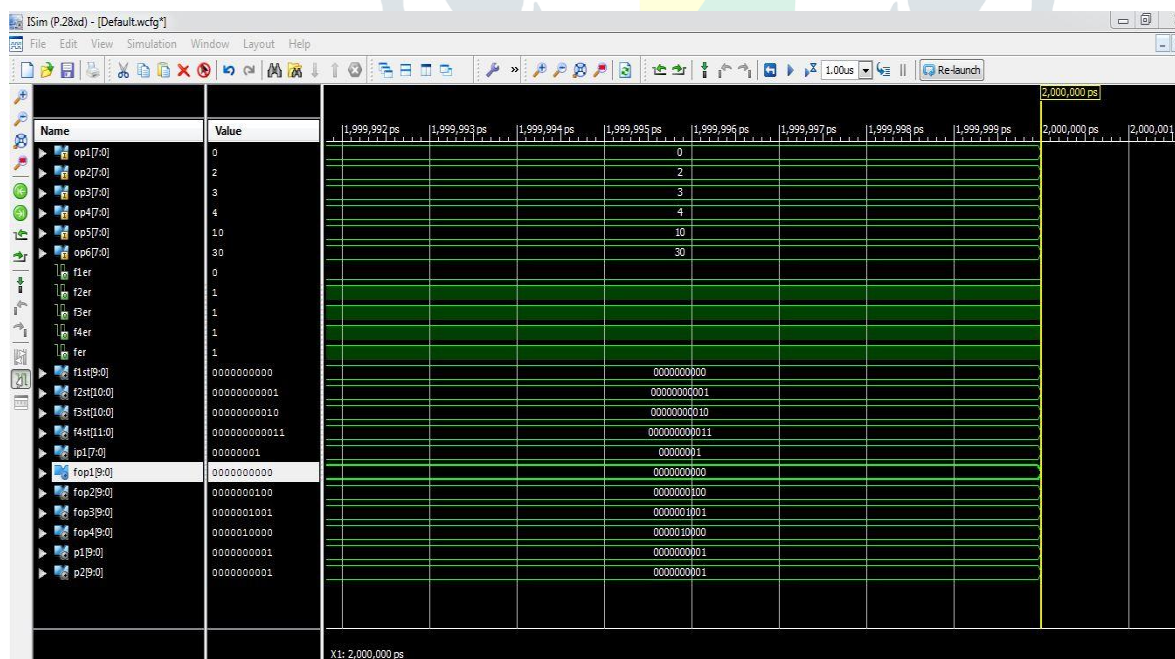 ISim (P.28xd) - [Default.wcfg*]
File Edit View Simulation Window Layout Help
1.00us Re-launch
2,000,000 ps
Name Value 1,999,992 ps 1,999,993 ps 1,999,994 ps 1,999,995 ps 1,999,996 ps 1,999,997 ps 1,999,998 ps 1,999,999 ps 2,000,000 ps 2,000,001
op1[7:0] 0 0
op2[7:0] 2 2
op3[7:0] 3 3
op4[7:0] 4 4
op5[7:0] 10 10
op6[7:0] 30 30
f1er 0
f2er 1
f3er 1
f4er 1
fer 1
f1st[9:0] 0000000000 0000000000
f2st[10:0] 00000000001 00000000001
f3st[10:0] 00000000010 00000000010
f4st[11:0] 000000000011 000000000011
ip1[7:0] 00000001 00000001
fop1[9:0] 0000000000 0000000000
fop2[9:0] 0000000100 0000000100
fop3[9:0] 0000001001 0000001001
fop4[9:0] 0000010000 0000010000
p1[9:0] 0000000001 0000000001
p2[9:0] 0000000001 0000000001
X1: 2,000,000 ps